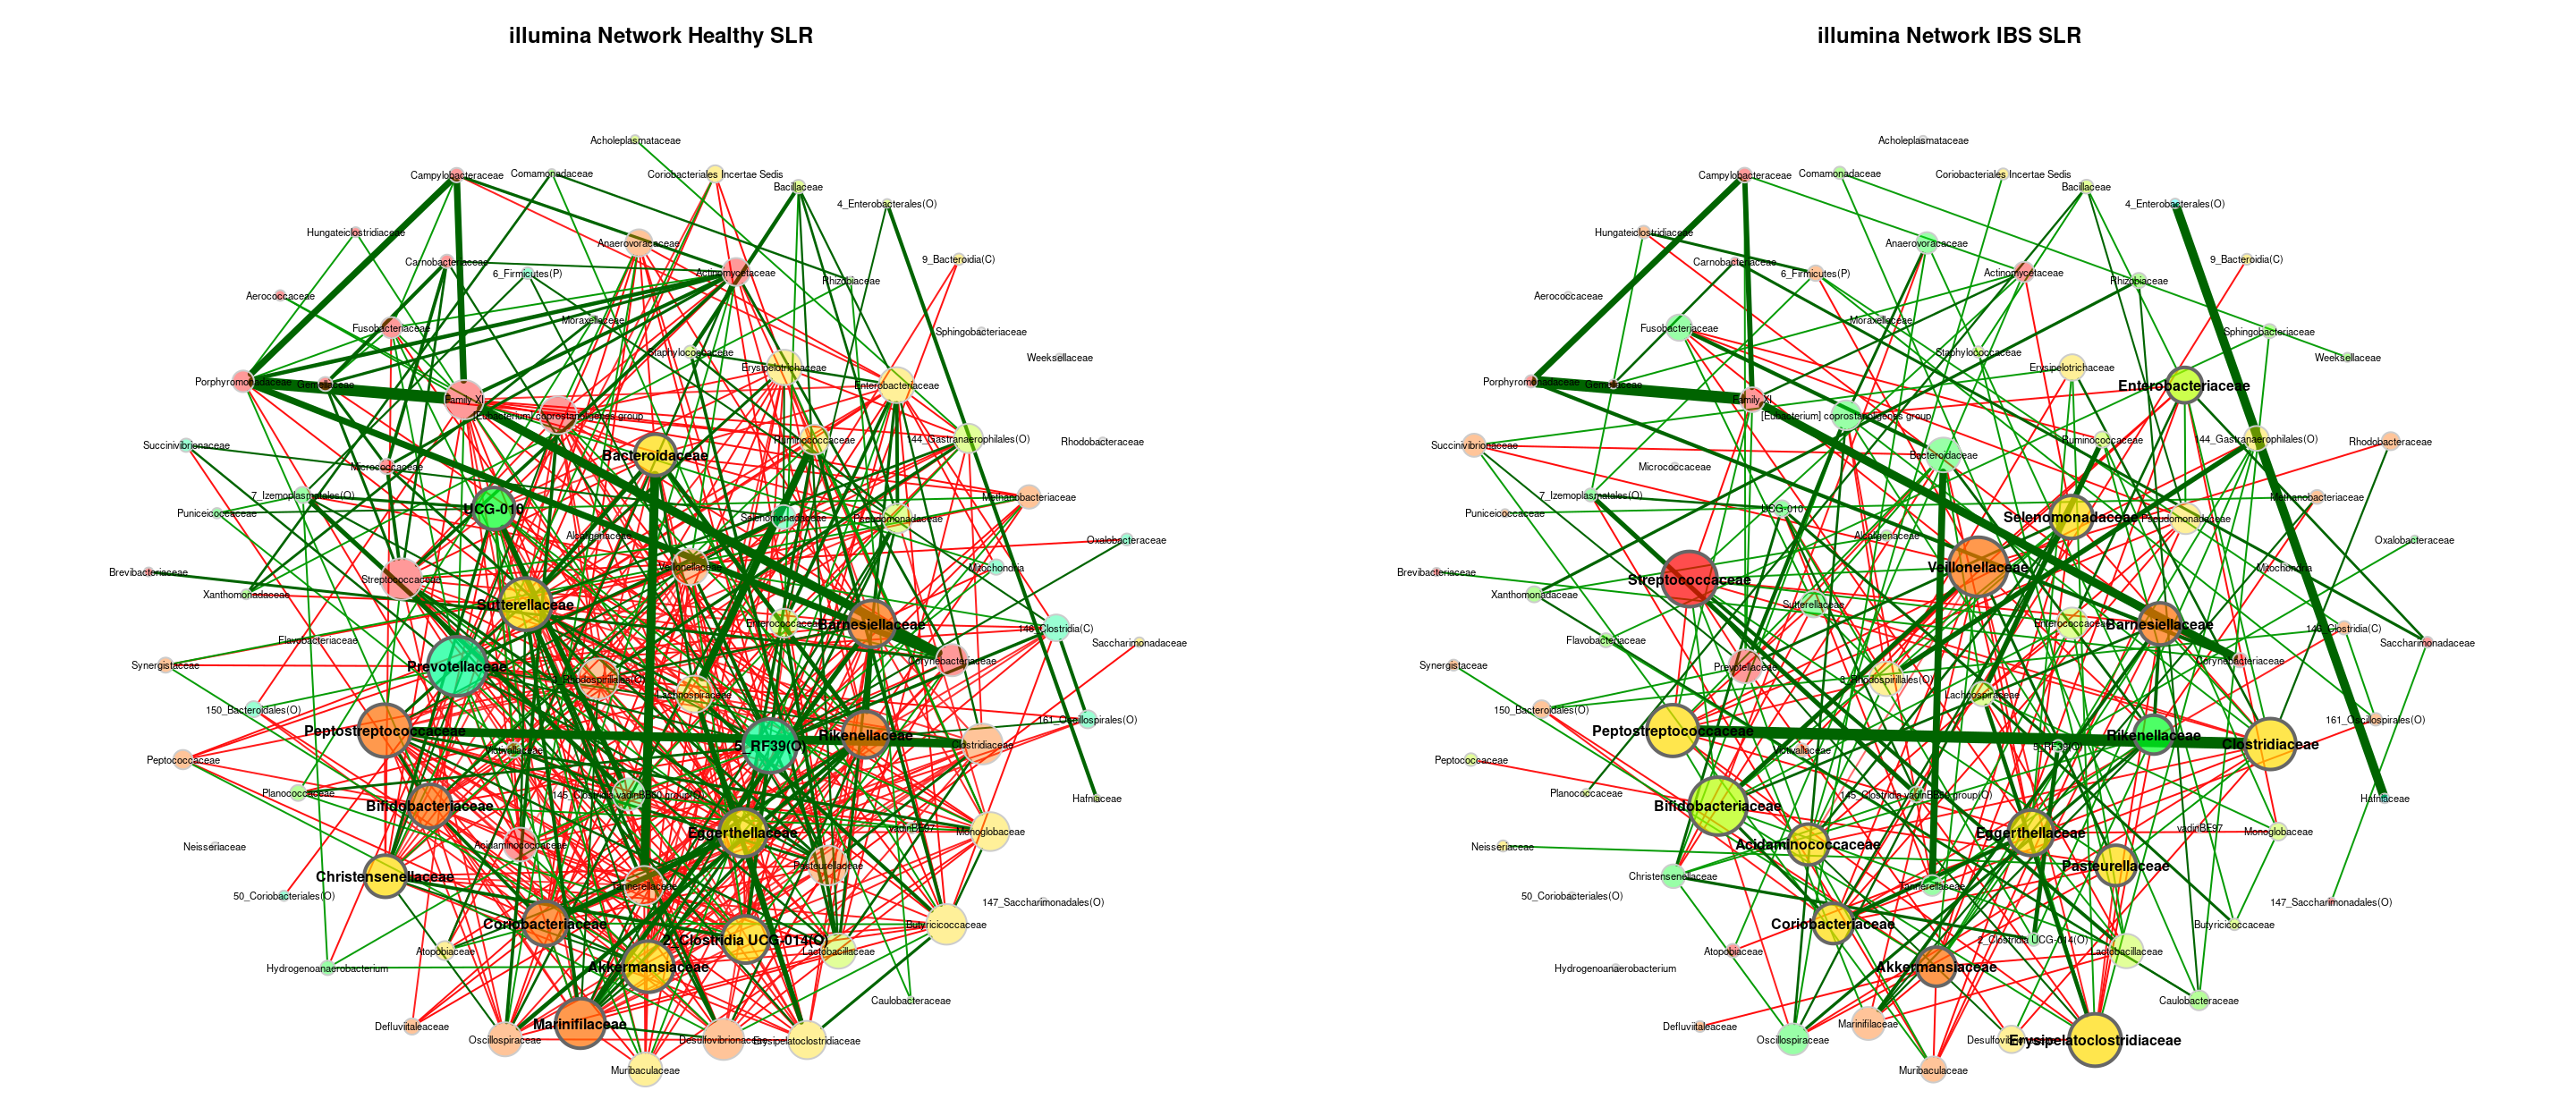 illumina Network Healthy SLR
Acholeplasmataceae
Campylobacteraceae
Comamonadaceae
Coriobacteriales Incertae Sedis
Bacillaceae
4_Enterobacterales(O)
Hungateiclostridiaceae
Anaerovoracaceae
Carnobacteriaceae
6_Firmicutes(P)
Actinomycetaceae
9_Bacteroidia(C)
Rhizobiaceae
Aerococcaceae
Moraxellaceae
Fusobacteriaceae
Sphingobacteriaceae
Staphylococcaceae
Weeksellaceae
Erysipelotrichaceae
Porphyromonadaceae
Gemellaceae
Enterobacteriaceae
Family XI
[Eubacterium] coprostanoligenes group
Succinivibrionaceae
Ruminococcaceae
144_Gastranaerophilales(O)
Rhodobacteraceae
Bacteroidaceae
Micrococcaceae
7_Izemoplasmatales(O)
Methanobacteriaceae
UCG-010
Puniceicoccaceae
Selenomonadaceae
Pseudomonadaceae
Alcaligenaceae
Oxalobacteraceae
Veillonellaceae
Mitochondria
Brevibacteriaceae
Streptococcaceae
Xanthomonadaceae
Sutterellaceae
Enterococcaceae
Barnesiellaceae
146_Clostridia(C)
Flavobacteriaceae
Saccharimonadaceae
Synergistaceae
Prevotellaceae
Corynebacteriaceae
3_Rhodospirillales(O)
Lachnospiraceae
150_Bacteroidales(O)
161_Oscillospirales(O)
Peptostreptococcaceae
Rikenellaceae
5_RF39(O)
Clostridiaceae
Victivallaceae
Peptococcaceae
Planococcaceae
145_Clostridia vadinBB60 group(O)
Hafniaceae
Bifidobacteriaceae
Eggerthellaceae
vadinBE97
Monoglobaceae
Neisseriaceae
Acidaminococcaceae
Pasteurellaceae
Christensenellaceae
Tannerellaceae
50_Coriobacteriales(O)
147_Saccharimonadales(O)
Coriobacteriaceae
Butyricicoccaceae
2_Clostridia UCG-014(O)
Atopobiaceae
Lactobacillaceae
Hydrogenoanaerobacterium
Akkermansiaceae
Caulobacteraceae
Defluviitaleaceae
Marinifilaceae
Oscillospiraceae
Desulfovibrionaceae
Erysipelatoclostridiaceae
Muribaculaceae
illumina Network IBS SLR
Acholeplasmataceae
Campylobacteraceae
Comamonadaceae
Coriobacteriales Incertae Sedis
Bacillaceae
4_Enterobacterales(O)
Hungateiclostridiaceae
Anaerovoracaceae
Carnobacteriaceae
6_Firmicutes(P)
Actinomycetaceae
9_Bacteroidia(C)
Rhizobiaceae
Aerococcaceae
Moraxellaceae
Fusobacteriaceae
Sphingobacteriaceae
Staphylococcaceae
Weeksellaceae
Erysipelotrichaceae
Porphyromonadaceae
Gemellaceae
Enterobacteriaceae
Family XI
[Eubacterium] coprostanoligenes group
Succinivibrionaceae
Ruminococcaceae
144_Gastranaerophilales(O)
Rhodobacteraceae
Bacteroidaceae
Micrococcaceae
7_Izemoplasmatales(O)
Methanobacteriaceae
UCG-010
Puniceicoccaceae
Selenomonadaceae
Pseudomonadaceae
Alcaligenaceae
Oxalobacteraceae
Veillonellaceae
Mitochondria
Brevibacteriaceae
Streptococcaceae
Xanthomonadaceae
Sutterellaceae
Enterococcaceae
Barnesiellaceae
146_Clostridia(C)
Flavobacteriaceae
Saccharimonadaceae
Synergistaceae
Prevotellaceae
Corynebacteriaceae
3_Rhodospirillales(O)
Lachnospiraceae
150_Bacteroidales(O)
161_Oscillospirales(O)
Peptostreptococcaceae
Rikenellaceae
5_RF39(O)
Clostridiaceae
Victivallaceae
Peptococcaceae
Planococcaceae
145_Clostridia vadinBB60 group(O)
Hafniaceae
Bifidobacteriaceae
Eggerthellaceae
vadinBE97
Monoglobaceae
Neisseriaceae
Acidaminococcaceae
Pasteurellaceae
Christensenellaceae
Tannerellaceae
50_Coriobacteriales(O)
147_Saccharimonadales(O)
Coriobacteriaceae
Butyricicoccaceae
2_Clostridia UCG-014(O)
Atopobiaceae
Lactobacillaceae
Hydrogenoanaerobacterium
Akkermansiaceae
Caulobacteraceae
Defluviitaleaceae
Marinifilaceae
Oscillospiraceae
Desulfovibrionaceae
Erysipelatoclostridiaceae
Muribaculaceae